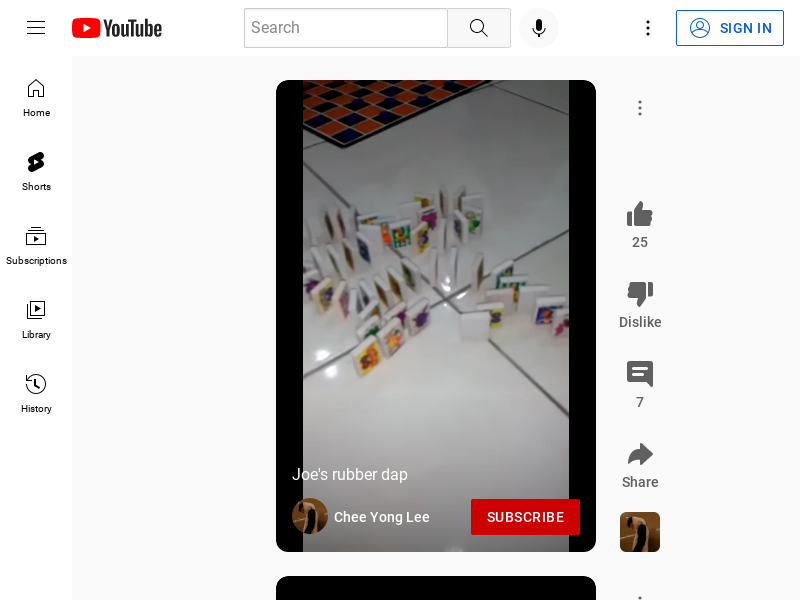 YouTube
Search
SIGN IN
Home
Shorts
Subscriptions
Library
History
25
Dislike
7
Share
Joe's rubber dap
Chee Yong Lee
SUBSCRIBE